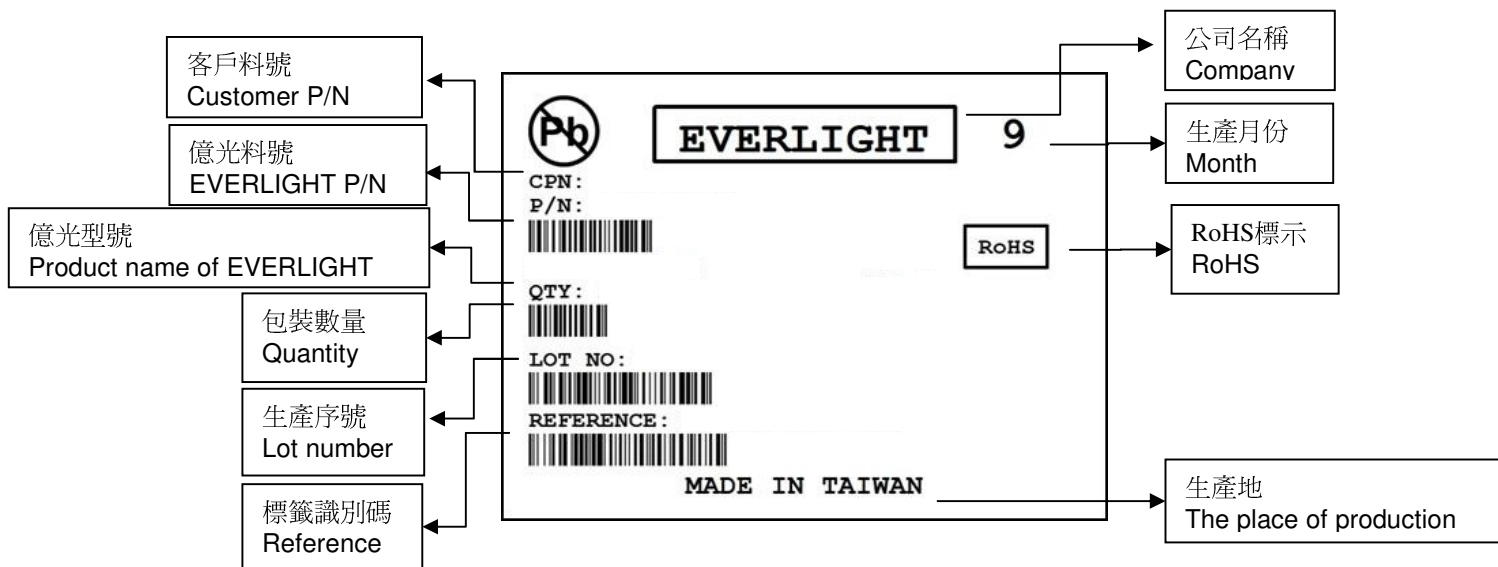 客戶料號
Customer P/N
億光料號
EVERLIGHT P/N
億光型號
Product name of EVERLIGHT
包裝數量
Quantity
生產序號
Lot number
標籤識別碼
Reference
Pb
EVERLIGHT
9
CPN:
P/N:
RoHS
QTY:
LOT NO:
REFERENCE:
MADE IN TAIWAN
公司名稱
Company
生產月份
Month
RoHS標示
RoHS
生產地
The place of production